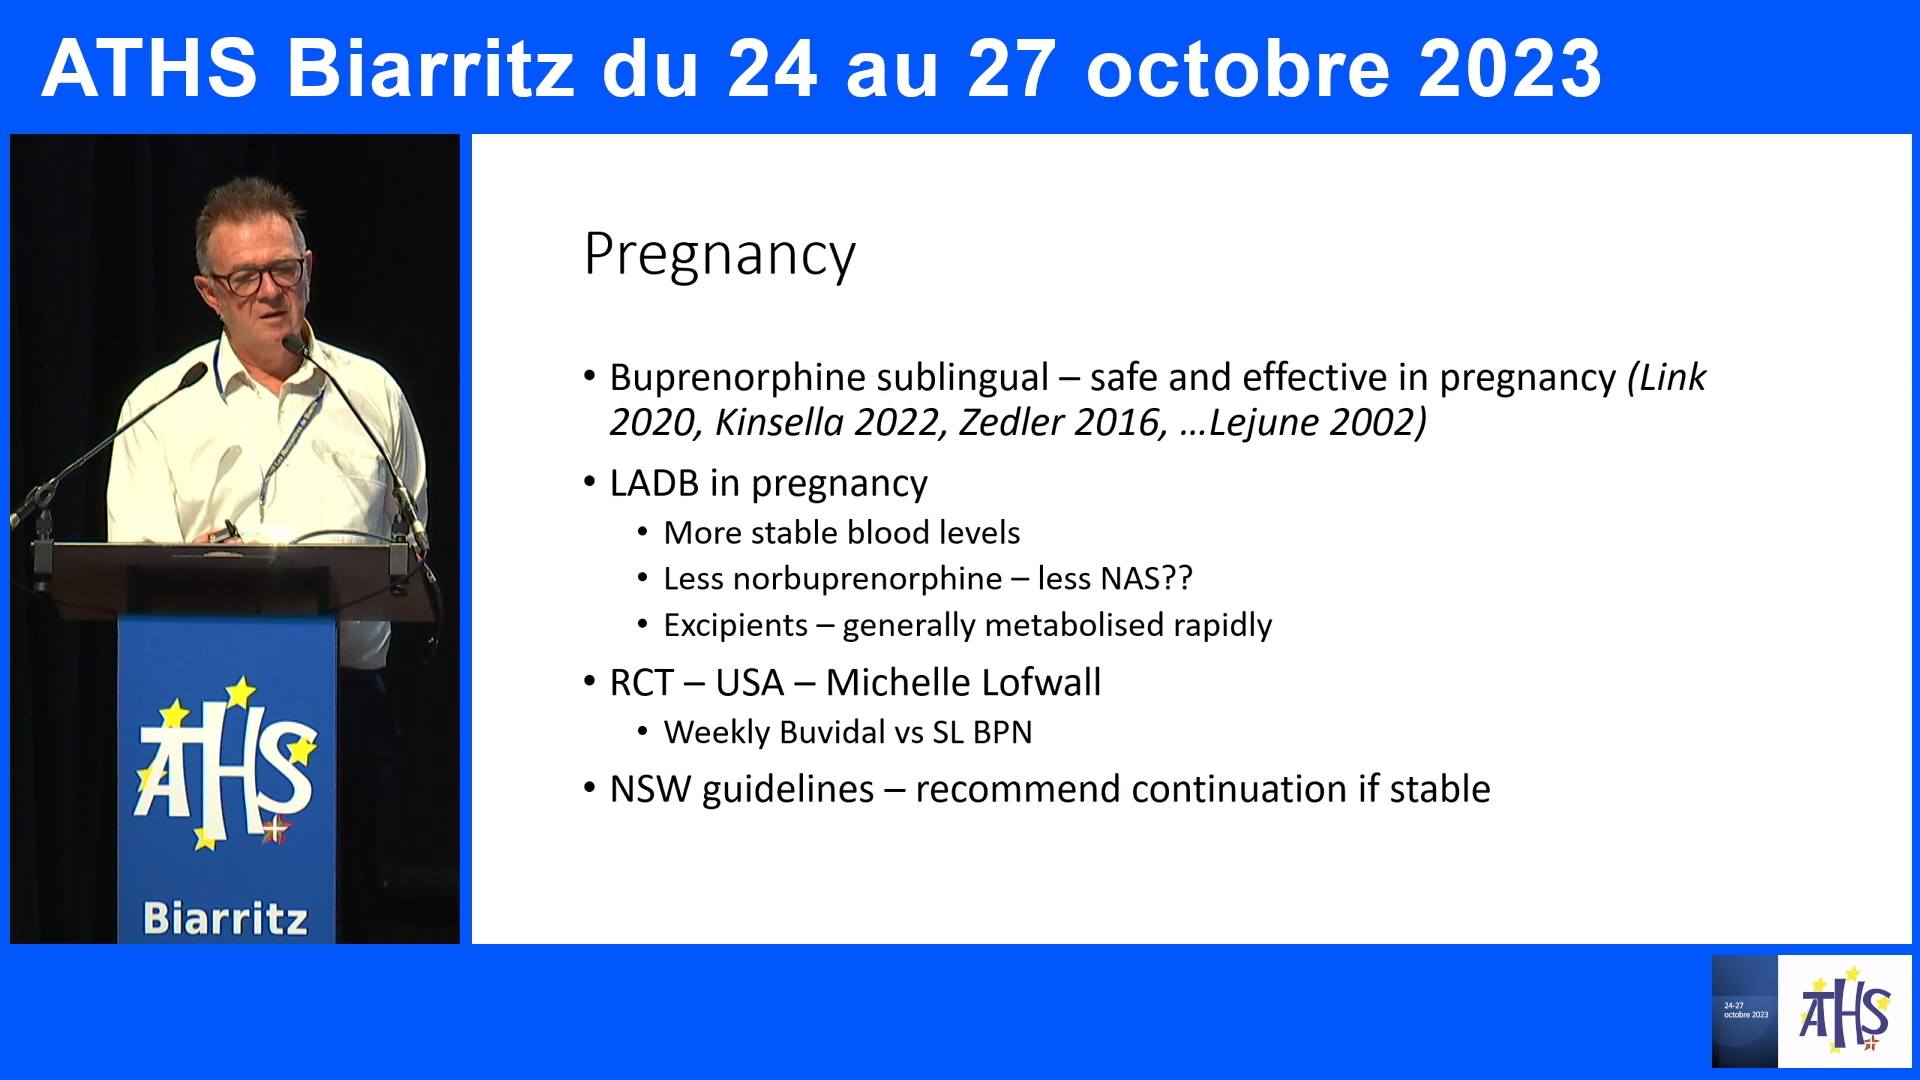 ATHS Biarritz du 24 au 27 octobre 2023
Pregnancy
• Buprenorphine sublingual – safe and effective in pregnancy (Link
2020, Kinsella 2022, Zedler 2016, …Lejune 2002)
• LADB in pregnancy
• More stable blood levels
• Less norbuprenorphine – less NAS??
• Excipients – generally metabolised rapidly
• RCT – USA – Michelle Lofwall
• Weekly Buvidal vs SL BPN
• NSW guidelines – recommend continuation if stable
ATHS
Biarritz
24-27
octobre 2023
ATHS